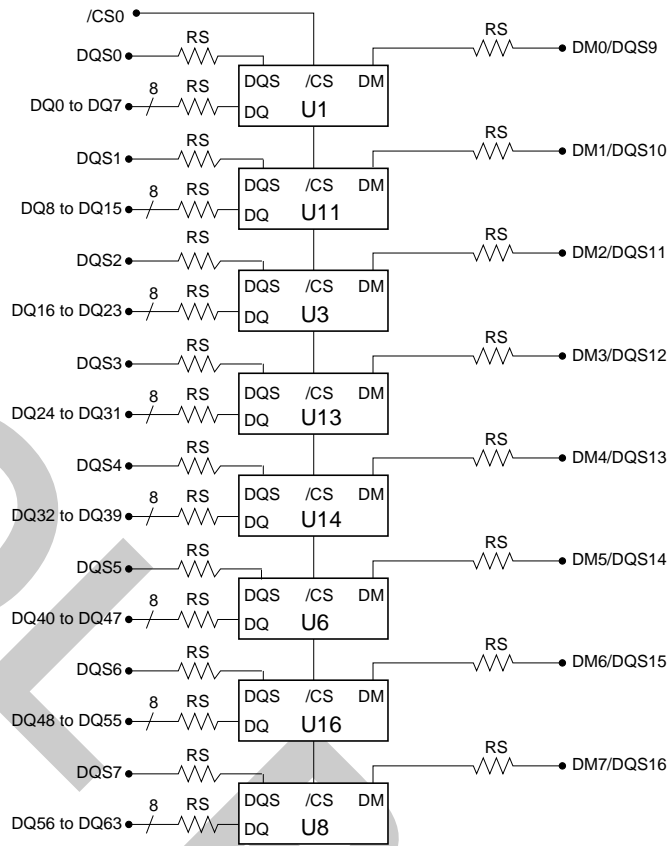 /CS0
RS
RS
DQS0
DM0/DQS9
8
RS
DQS /CS DM
DQ0 to DQ7
DQ
U1
RS
RS
DQS1
DM1/DQS10
8
RS
DQS /CS DM
DQ8 to DQ15
DQ
U11
RS
RS
DQS2
DM2/DQS11
8
RS
DQS /CS DM
DQ16 to DQ23
DQ
U3
RS
RS
DQS3
DM3/DQS12
8
RS
DQS /CS DM
DQ24 to DQ31
DQ
U13
RS
RS
DQS4
DM4/DQS13
8
RS
DQS /CS DM
DQ32 to DQ39
DQ
U14
RS
RS
DQS5
DM5/DQS14
8
RS
DQS /CS DM
DQ40 to DQ47
DQ
U6
RS
RS
DQS6
DM6/DQS15
8
RS
DQS /CS DM
DQ48 to DQ55
DQ
U16
RS
RS
DQS7
DM7/DQS16
8
RS
DQS /CS DM
DQ56 to DQ63
DQ
U8